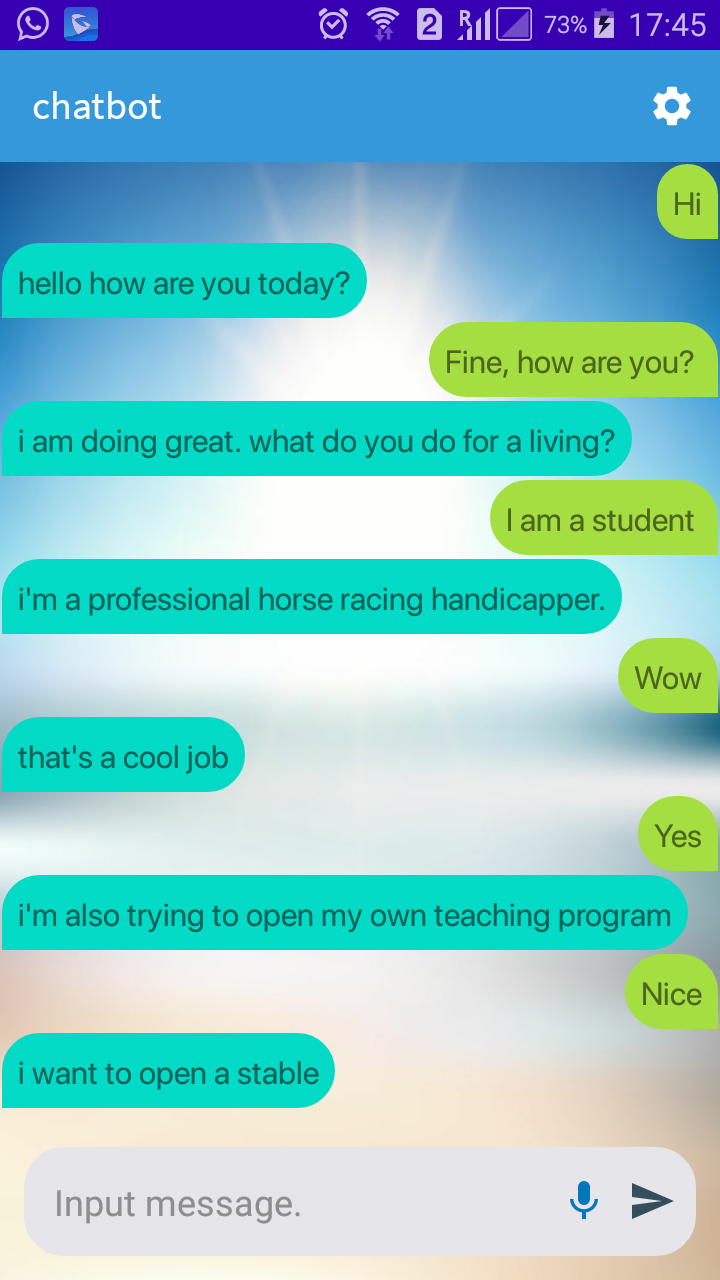 2 R 73% 17:45
chatbot
Hi
hello how are you today?
Fine, how are you?
i am doing great. what do you do for a living?
I am a student
i'm a professional horse racing handicapper.
Wow
that's a cool job
Yes
i'm also trying to open my own teaching program
Nice
i want to open a stable
Input message.